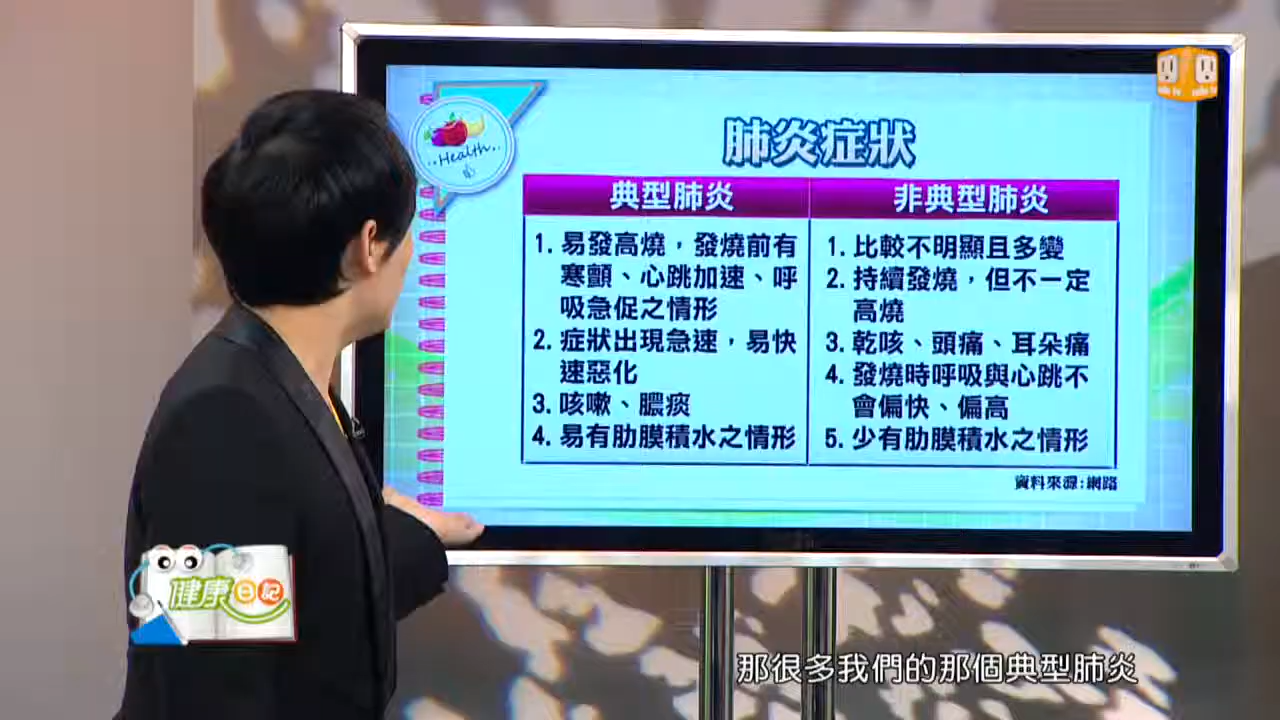 肺炎症狀
..Health..
典型肺炎
1. 易發高燒，發燒前有
寒顫、心跳加速、呼
吸急促之情形
2. 症狀出現急速，易快
速惡化
3. 咳嗽、膿痰
4. 易有肋膜積水之情形
非典型肺炎
1. 比較不明顯且多變
2. 持續發燒，但不一定
高燒
3. 乾咳、頭痛、耳朵痛
4. 發燒時呼吸與心跳不
會偏快、偏高
5. 少有肋膜積水之情形
資料來源:網路
健康日記
那很多我們的那個典型肺炎